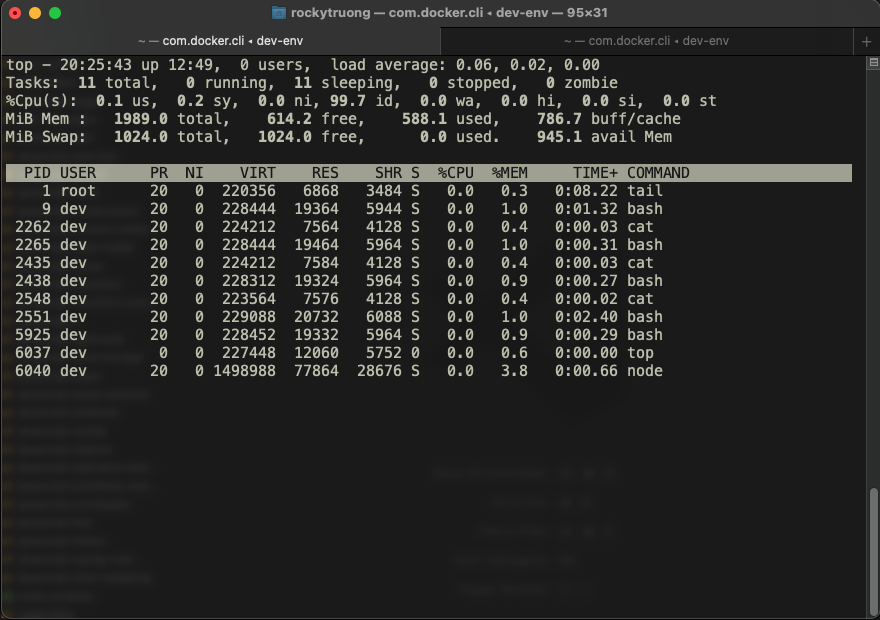 rockytruong — com.docker.cli ◂ dev-env — 95×31
~ — com.docker.cli ◂ dev-env
~ — com.docker.cli ◂ dev-env
+
top – 20:25:43 up 12:49,  0 users,  load average: 0.06, 0.02, 0.00
Tasks:  11 total,   0 running,  11 sleeping,   0 stopped,   0 zombie
%Cpu(s):  0.1 us,  0.2 sy,  0.0 ni, 99.7 id,  0.0 wa,  0.0 hi,  0.0 si,  0.0 st
MiB Mem :   1989.0 total,    614.2 free,    588.1 used,    786.7 buff/cache
MiB Swap:   1024.0 total,   1024.0 free,      0.0 used.    945.1 avail Mem
PID USER      PR  NI    VIRT    RES    SHR S  %CPU  %MEM     TIME+ COMMAND
1 root      20   0  220356   6868   3484 S   0.0   0.3   0:08.22 tail
9 dev       20   0  228444  19364   5944 S   0.0   1.0   0:01.32 bash
2262 dev       20   0  224212   7564   4128 S   0.0   0.4   0:00.03 cat
2265 dev       20   0  228444  19464   5964 S   0.0   1.0   0:00.31 bash
2435 dev       20   0  224212   7584   4128 S   0.0   0.4   0:00.03 cat
2438 dev       20   0  228312  19324   5964 S   0.0   0.9   0:00.27 bash
2548 dev       20   0  223564   7576   4128 S   0.0   0.4   0:00.02 cat
2551 dev       20   0  229088  20732   6088 S   0.0   1.0   0:02.40 bash
5925 dev       20   0  228452  19332   5964 S   0.0   0.9   0:00.29 bash
6037 dev        0   0  227448  12060   5752 0   0.0   0.6   0:00.00 top
6040 dev       20   0 1498988  77864  28676 S   0.0   3.8   0:00.66 node